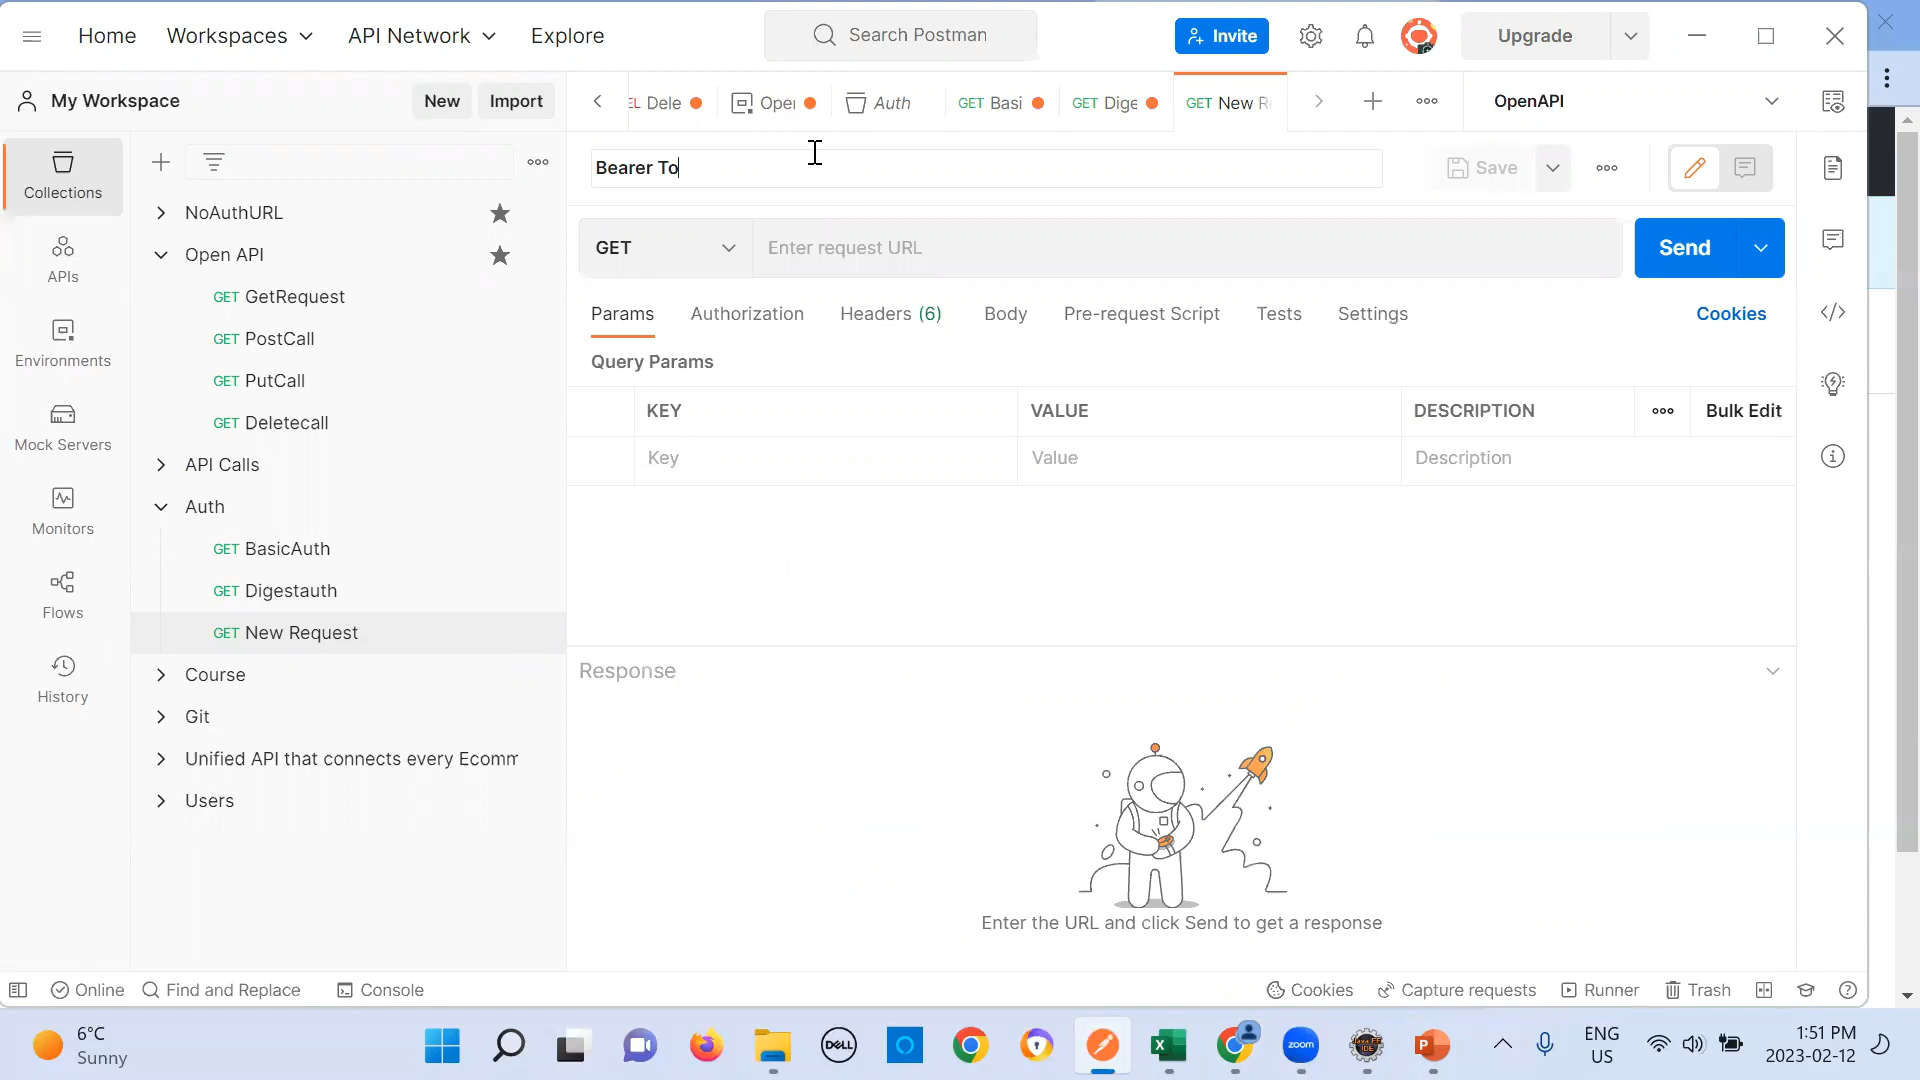 Home
Workspaces
API Network
Explore
Search Postman
Invite
Upgrade
My Workspace
New
Import
EL Dele
Oper
Auth
GET Basi
GET Dige
GET New R
OpenAPI
Bearer To
Save
Collections
APIs
Environments
Mock Servers
Monitors
Flows
History
NoAuthURL
Open API
GET GetRequest
GET PostCall
GET PutCall
GET Deletecall
API Calls
Auth
GET BasicAuth
GET Digestauth
GET New Request
Course
Git
Unified API that connects every Ecomm
Users
GET
Enter request URL
Send
Params
Authorization
Headers (6)
Body
Pre-request Script
Tests
Settings
Cookies
Query Params
KEY
VALUE
DESCRIPTION
Bulk Edit
Key
Value
Description
Response
Enter the URL and click Send to get a response
Online
Find and Replace
Console
Cookies
Capture requests
Runner
Trash
6°C
Sunny
DELL
zoom
ENG
US
1:51 PM
2023-02-12